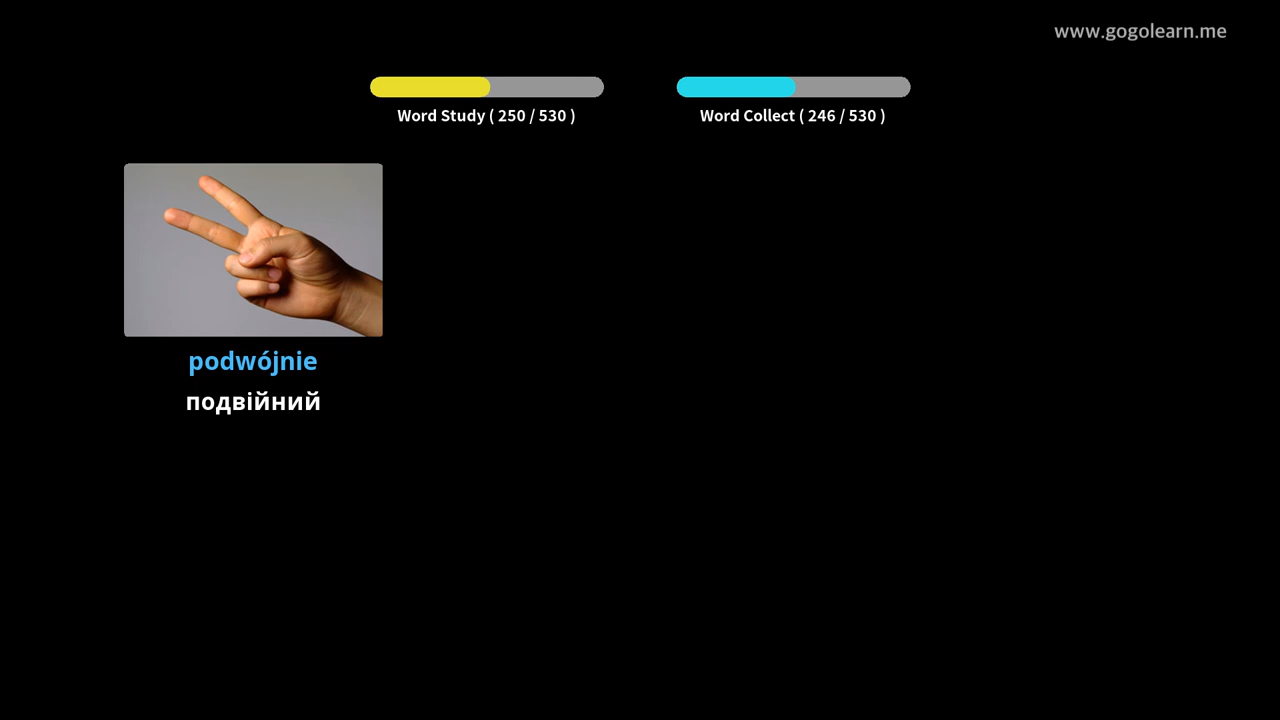 www.gogolearn.me
Word Study ( 250 / 530 )
Word Collect ( 246 / 530 )
podwójnie
подвійний